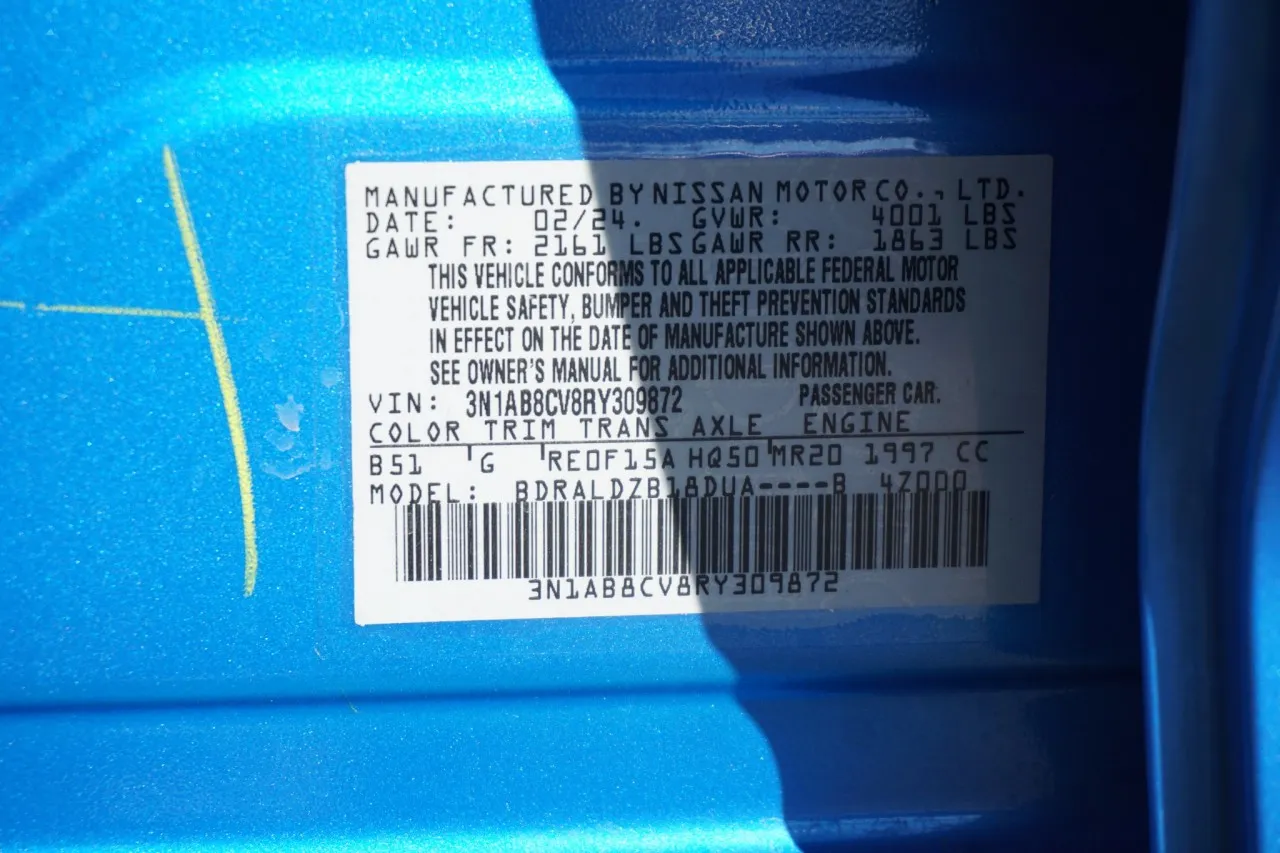 MANUFACTURED BY NISSAN MOTOR CO., LTD.
DATE: 02/24. GVWR: 4001 LBS
GAWR FR: 2161 LBS GAWR RR: 1863 LBS
THIS VEHICLE CONFORMS TO ALL APPLICABLE FEDERAL MOTOR
VEHICLE SAFETY, BUMPER AND THEFT PREVENTION STANDARDS
IN EFFECT ON THE DATE OF MANUFACTURE SHOWN ABOVE.
SEE OWNER'S MANUAL FOR ADDITIONAL INFORMATION.
VIN: 3N1AB8CV8RY309872 PASSENGER CAR.
COLOR TRIM TRANS AXLE ENGINE
B51 'G 'RE0F15A HQ50 'MR20 1997 CC
MODEL: BDRALDZB18DUA----B 4Z000
3N1AB8CV8RY309872